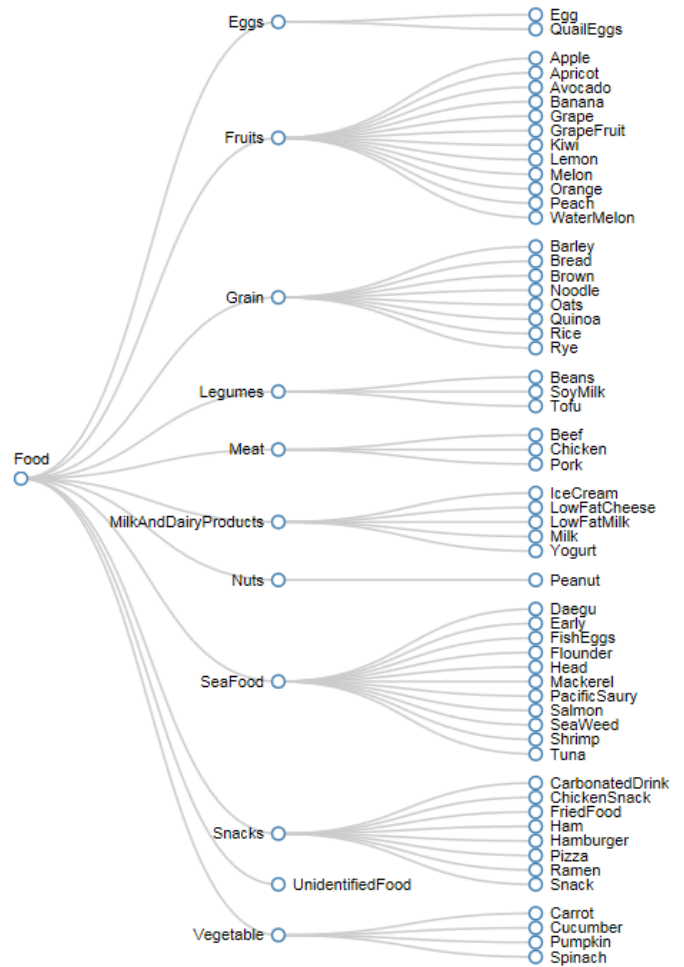 Food
Eggs
Egg
QuailEggs
Fruits
Apple
Apricot
Avocado
Banana
Grape
GrapeFruit
Kiwi
Lemon
Melon
Orange
Peach
WaterMelon
Grain
Barley
Bread
Brown
Noodle
Oats
Quinoa
Rice
Rye
Legumes
Beans
SoyMilk
Tofu
Meat
Beef
Chicken
Pork
MilkAndDairyProducts
IceCream
LowFatCheese
LowFatMilk
Milk
Yogurt
Nuts
Peanut
SeaFood
Daegu
Early
FishEggs
Flounder
Head
Mackerel
PacificSaury
Salmon
SeaWeed
Shrimp
Tuna
Snacks
CarbonatedDrink
ChickenSnack
FriedFood
Ham
Hamburger
Pizza
Ramen
Snack
UnidentifiedFood
Vegetable
Carrot
Cucumber
Pumpkin
Spinach